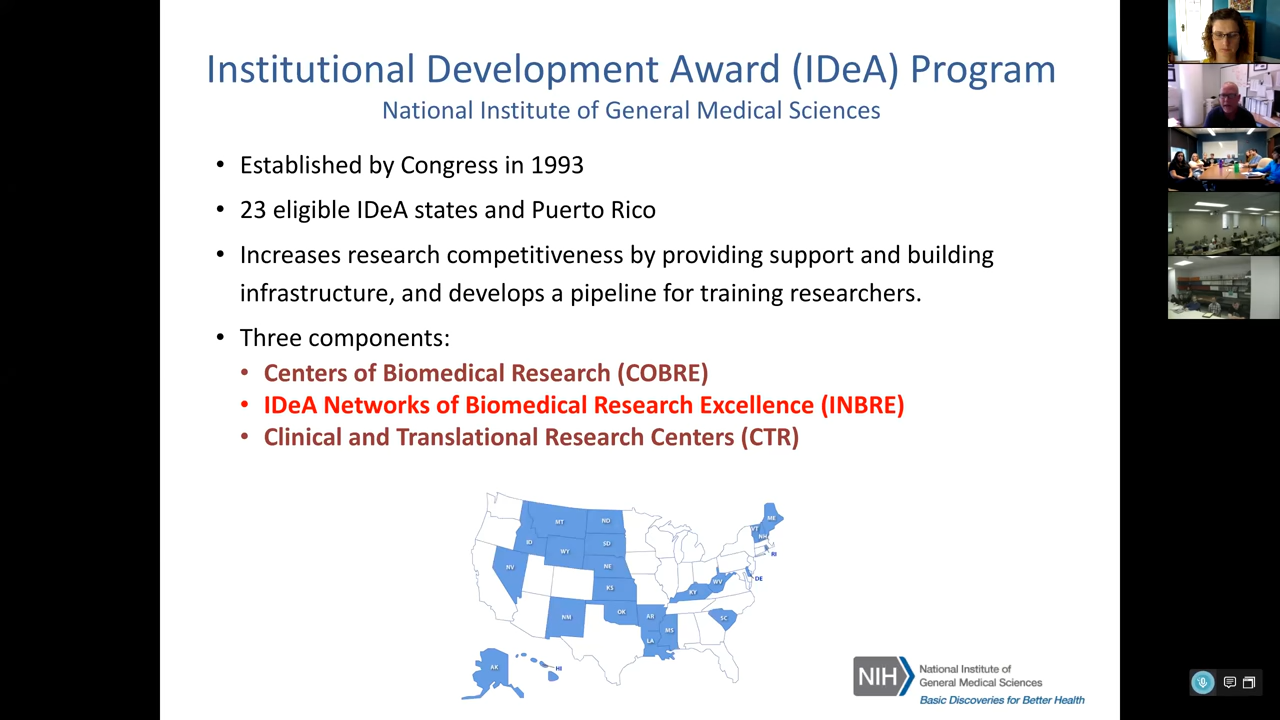 Institutional Development Award (IDeA) Program
National Institute of General Medical Sciences
• Established by Congress in 1993
• 23 eligible IDeA states and Puerto Rico
• Increases research competitiveness by providing support and building
infrastructure, and develops a pipeline for training researchers.
• Three components:
• Centers of Biomedical Research (COBRE)
• IDeA Networks of Biomedical Research Excellence (INBRE)
• Clinical and Translational Research Centers (CTR)
MT
ND
ME
VT
NH
ID
SD
WY
RI
NV
NE
DE
WV
KS
KY
OK
AR
NM
SC
MS
LA
AK
HI
NIH
National Institute of
General Medical Sciences
Basic Discoveries for Better Health